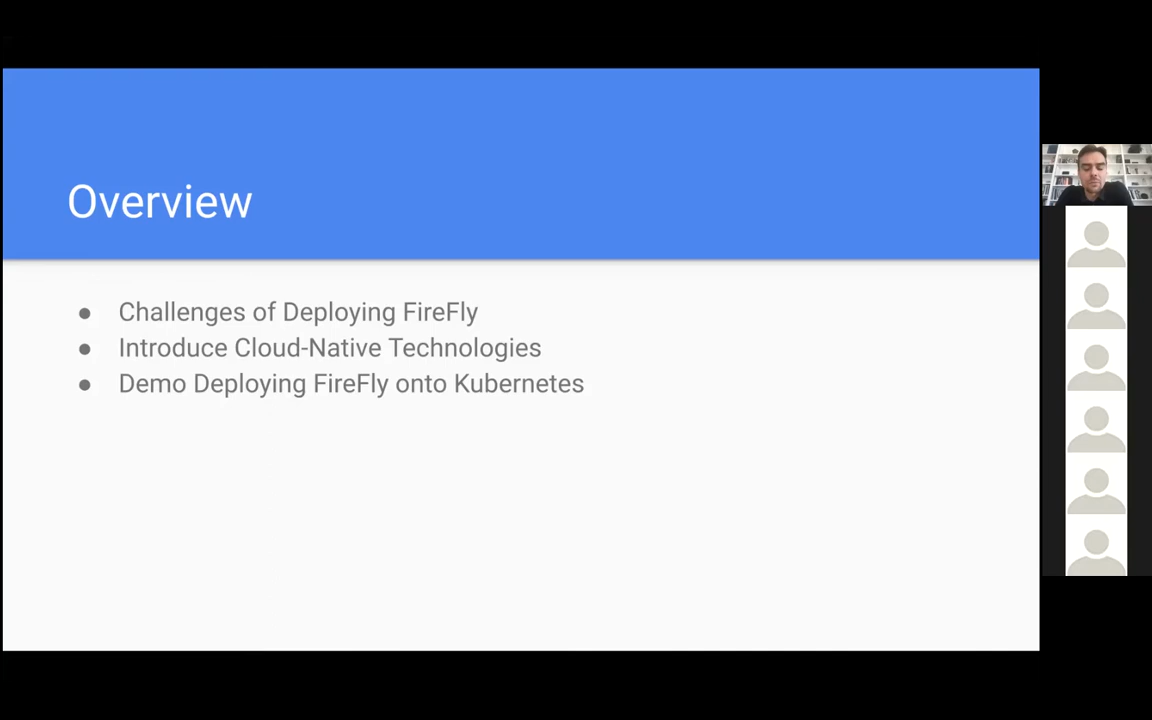 Overview
● Challenges of Deploying FireFly
● Introduce Cloud-Native Technologies
● Demo Deploying FireFly onto Kubernetes